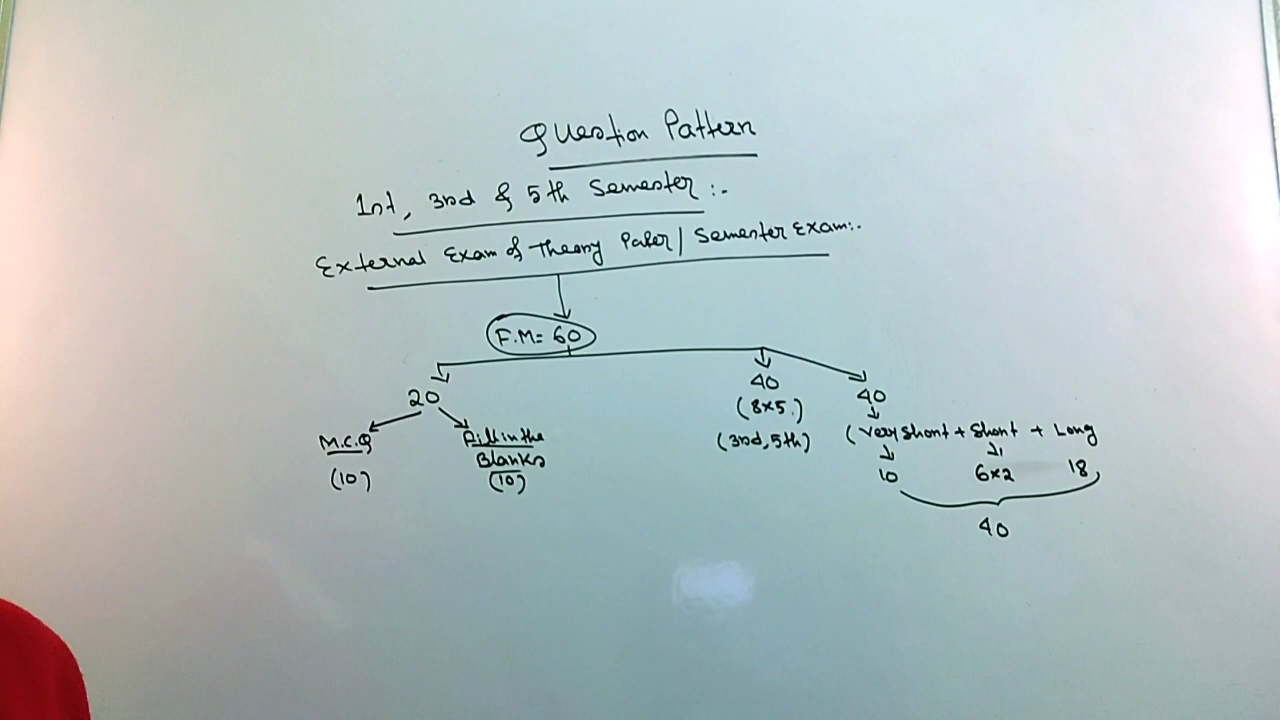 Question Pattern
1st, 3rd & 5th Semester :-
External Exam of Theory Paper / Semester Exam:-
F.M = 60
20
40
40
(8×5.)
(3rd, 5th)
M.C.Q
(10)
Fill in the
Blanks
(10)
(Very Short + Short + Long
10
6×2
18
40